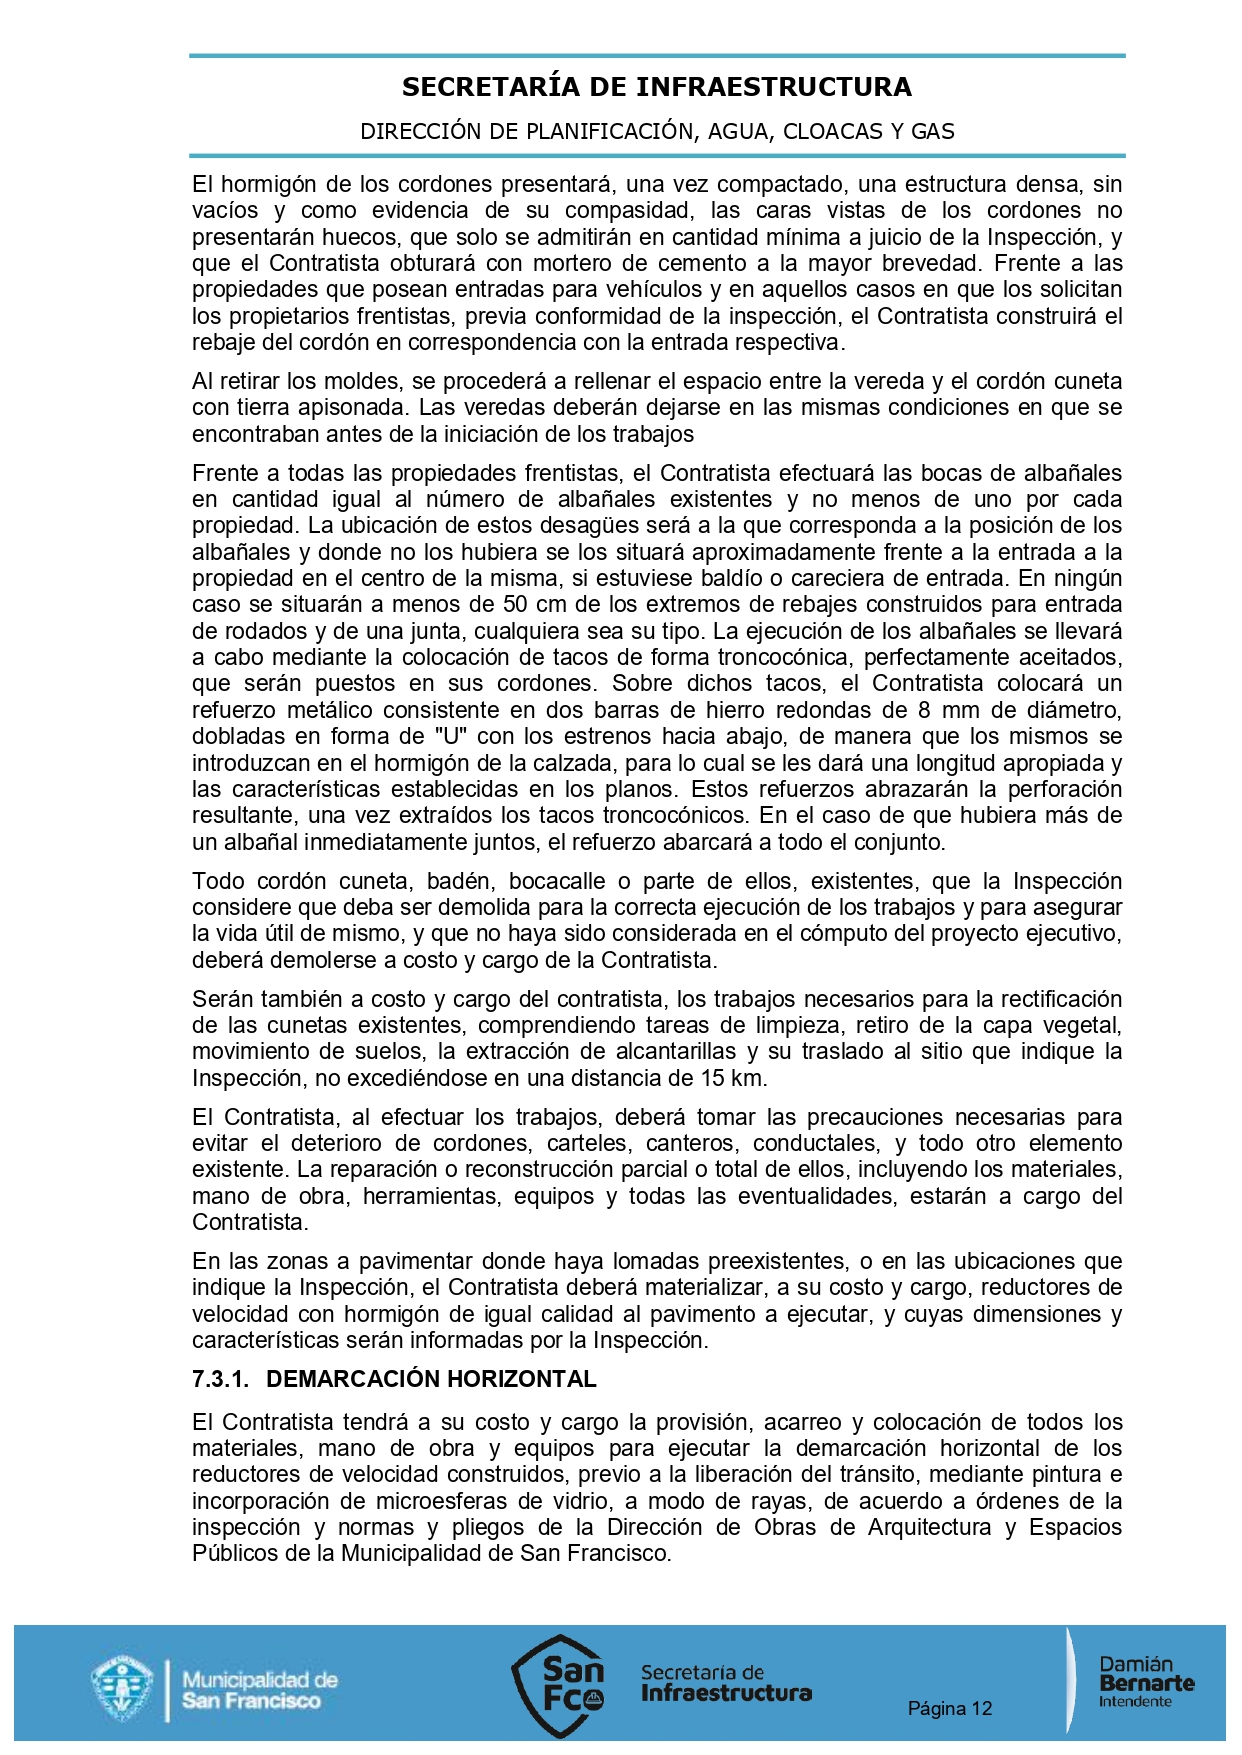 SECRETARÍA DE INFRAESTRUCTURA
DIRECCIÓN DE PLANIFICACIÓN, AGUA, CLOACAS Y GAS
El hormigón de los cordones presentará, una vez compactado, una estructura densa, sin
vacíos y como evidencia de su compasidad, las caras vistas de los cordones no
presentarán huecos, que solo se admitirán en cantidad mínima a juicio de la Inspección, y
que el Contratista obturará con mortero de cemento a la mayor brevedad. Frente a las
propiedades que posean entradas para vehículos y en aquellos casos en que los solicitan
los propietarios frentistas, previa conformidad de la inspección, el Contratista construirá el
rebaje del cordón en correspondencia con la entrada respectiva.
Al retirar los moldes, se procederá a rellenar el espacio entre la vereda y el cordón cuneta
con tierra apisonada. Las veredas deberán dejarse en las mismas condiciones en que se
encontraban antes de la iniciación de los trabajos
Frente a todas las propiedades frentistas, el Contratista efectuará las bocas de albañales
en cantidad igual al número de albañales existentes y no menos de uno por cada
propiedad. La ubicación de estos desagües será a la que corresponda a la posición de los
albañales y donde no los hubiera se los situará aproximadamente frente a la entrada a la
propiedad en el centro de la misma, si estuviese baldío o careciera de entrada. En ningún
caso se situarán a menos de 50 cm de los extremos de rebajes construidos para entrada
de rodados y de una junta, cualquiera sea su tipo. La ejecución de los albañales se llevará
a cabo mediante la colocación de tacos de forma troncocónica, perfectamente aceitados,
que serán puestos en sus cordones. Sobre dichos tacos, el Contratista colocará un
refuerzo metálico consistente en dos barras de hierro redondas de 8 mm de diámetro,
dobladas en forma de "U" con los estrenos hacia abajo, de manera que los mismos se
introduzcan en el hormigón de la calzada, para lo cual se les dará una longitud apropiada y
las características establecidas en los planos. Estos refuerzos abrazarán la perforación
resultante, una vez extraídos los tacos troncocónicos. En el caso de que hubiera más de
un albañal inmediatamente juntos, el refuerzo abarcará a todo el conjunto.
Todo cordón cuneta, badén, bocacalle o parte de ellos, existentes, que la Inspección
considere que deba ser demolida para la correcta ejecución de los trabajos y para asegurar
la vida útil de mismo, y que no haya sido considerada en el cómputo del proyecto ejecutivo,
deberá demolerse a costo y cargo de la Contratista.
Serán también a costo y cargo del contratista, los trabajos necesarios para la rectificación
de las cunetas existentes, comprendiendo tareas de limpieza, retiro de la capa vegetal,
movimiento de suelos, la extracción de alcantarillas y su traslado al sitio que indique la
Inspección, no excediéndose en una distancia de 15 km.
El Contratista, al efectuar los trabajos, deberá tomar las precauciones necesarias para
evitar el deterioro de cordones, carteles, canteros, conductales, y todo otro elemento
existente. La reparación o reconstrucción parcial o total de ellos, incluyendo los materiales,
mano de obra, herramientas, equipos y todas las eventualidades, estarán a cargo del
Contratista.
En las zonas a pavimentar donde haya lomadas preexistentes, o en las ubicaciones que
indique la Inspección, el Contratista deberá materializar, a su costo y cargo, reductores de
velocidad con hormigón de igual calidad al pavimento a ejecutar, y cuyas dimensiones y
características serán informadas por la Inspección.
7.3.1. DEMARCACIÓN HORIZONTAL
El Contratista tendrá a su costo y cargo la provisión, acarreo y colocación de todos los
materiales, mano de obra y equipos para ejecutar la demarcación horizontal de los
reductores de velocidad construidos, previo a la liberación del tránsito, mediante pintura e
incorporación de microesferas de vidrio, a modo de rayas, de acuerdo a órdenes de la
inspección y normas y pliegos de la Dirección de Obras de Arquitectura y Espacios
Públicos de la Municipalidad de San Francisco.
Municipalidad de
San Francisco
San
Fco
Secretaría de
Infraestructura
Página 12
Damián
Bernarte
Intendente